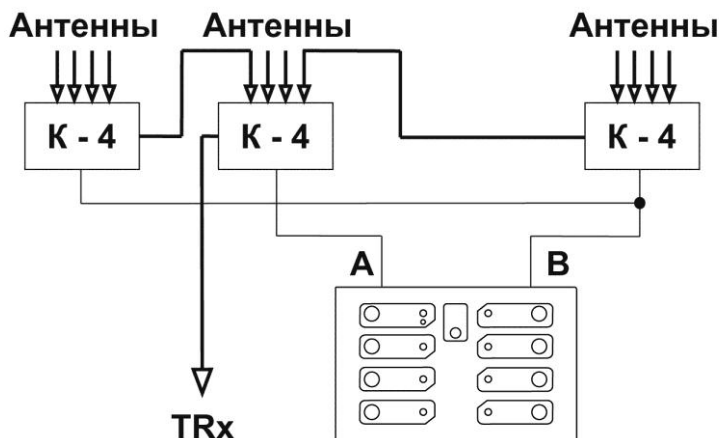 Антенны Антенны Антенны
К - 4 К - 4 К - 4
А В
TRx